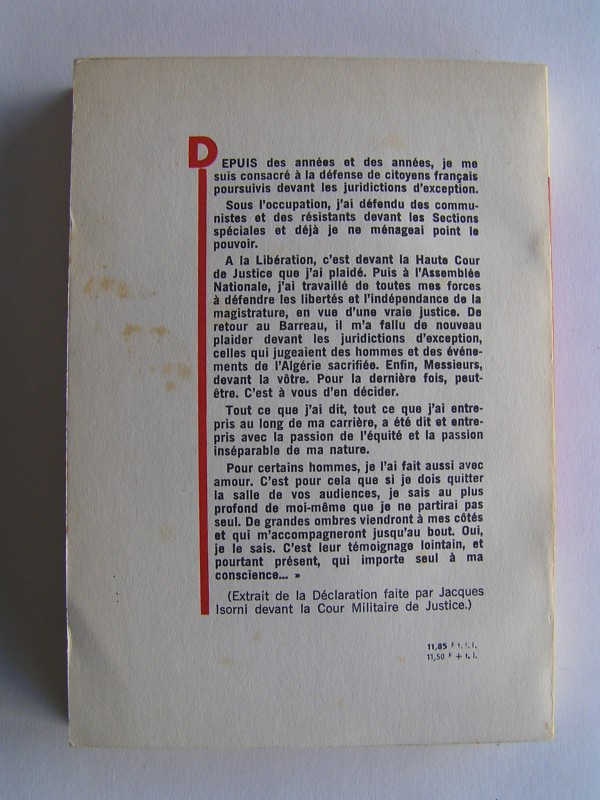 DEPUIS des années et des années, je me
suis consacré à la défense de citoyens français
poursuivis devant les juridictions d'exception.
Sous l'occupation, j'ai défendu des commu-
nistes et des résistants devant les Sections
spéciales et déjà je ne ménageai point le
pouvoir.
A la Libération, c'est devant la Haute Cour
de Justice que j'ai plaidé. Puis à l'Assemblée
Nationale, j'ai travaillé de toutes mes forces
à défendre les libertés et l'indépendance de la
magistrature, en vue d'une vraie justice. De
retour au Barreau, il m'a fallu de nouveau
plaider devant les juridictions d'exception,
celles qui jugeaient des hommes et des événe-
ments de l'Algérie sacrifiée. Enfin, Messieurs,
devant la vôtre. Pour la dernière fois, peut-
être. C'est à vous d'en décider.
Tout ce que j'ai dit, tout ce que j'ai entre-
pris au long de ma carrière, a été dit et entre-
pris avec la passion de l'équité et la passion
inséparable de ma nature.
Pour certains hommes, je l'ai fait aussi avec
amour. C'est pour cela que si je dois quitter
la salle de vos audiences, je sais au plus
profond de moi-même que je ne partirai pas
seul. De grandes ombres viendront à mes côtés
et qui m'accompagneront jusqu'au bout. Oui,
je le sais. C'est leur témoignage lointain, et
pourtant présent, qui importe seul à ma
conscience... »
(Extrait de la Déclaration faite par Jacques
Isorni devant la Cour Militaire de Justice.)
11,85 F t. t. i.
11,50 F + t. l.